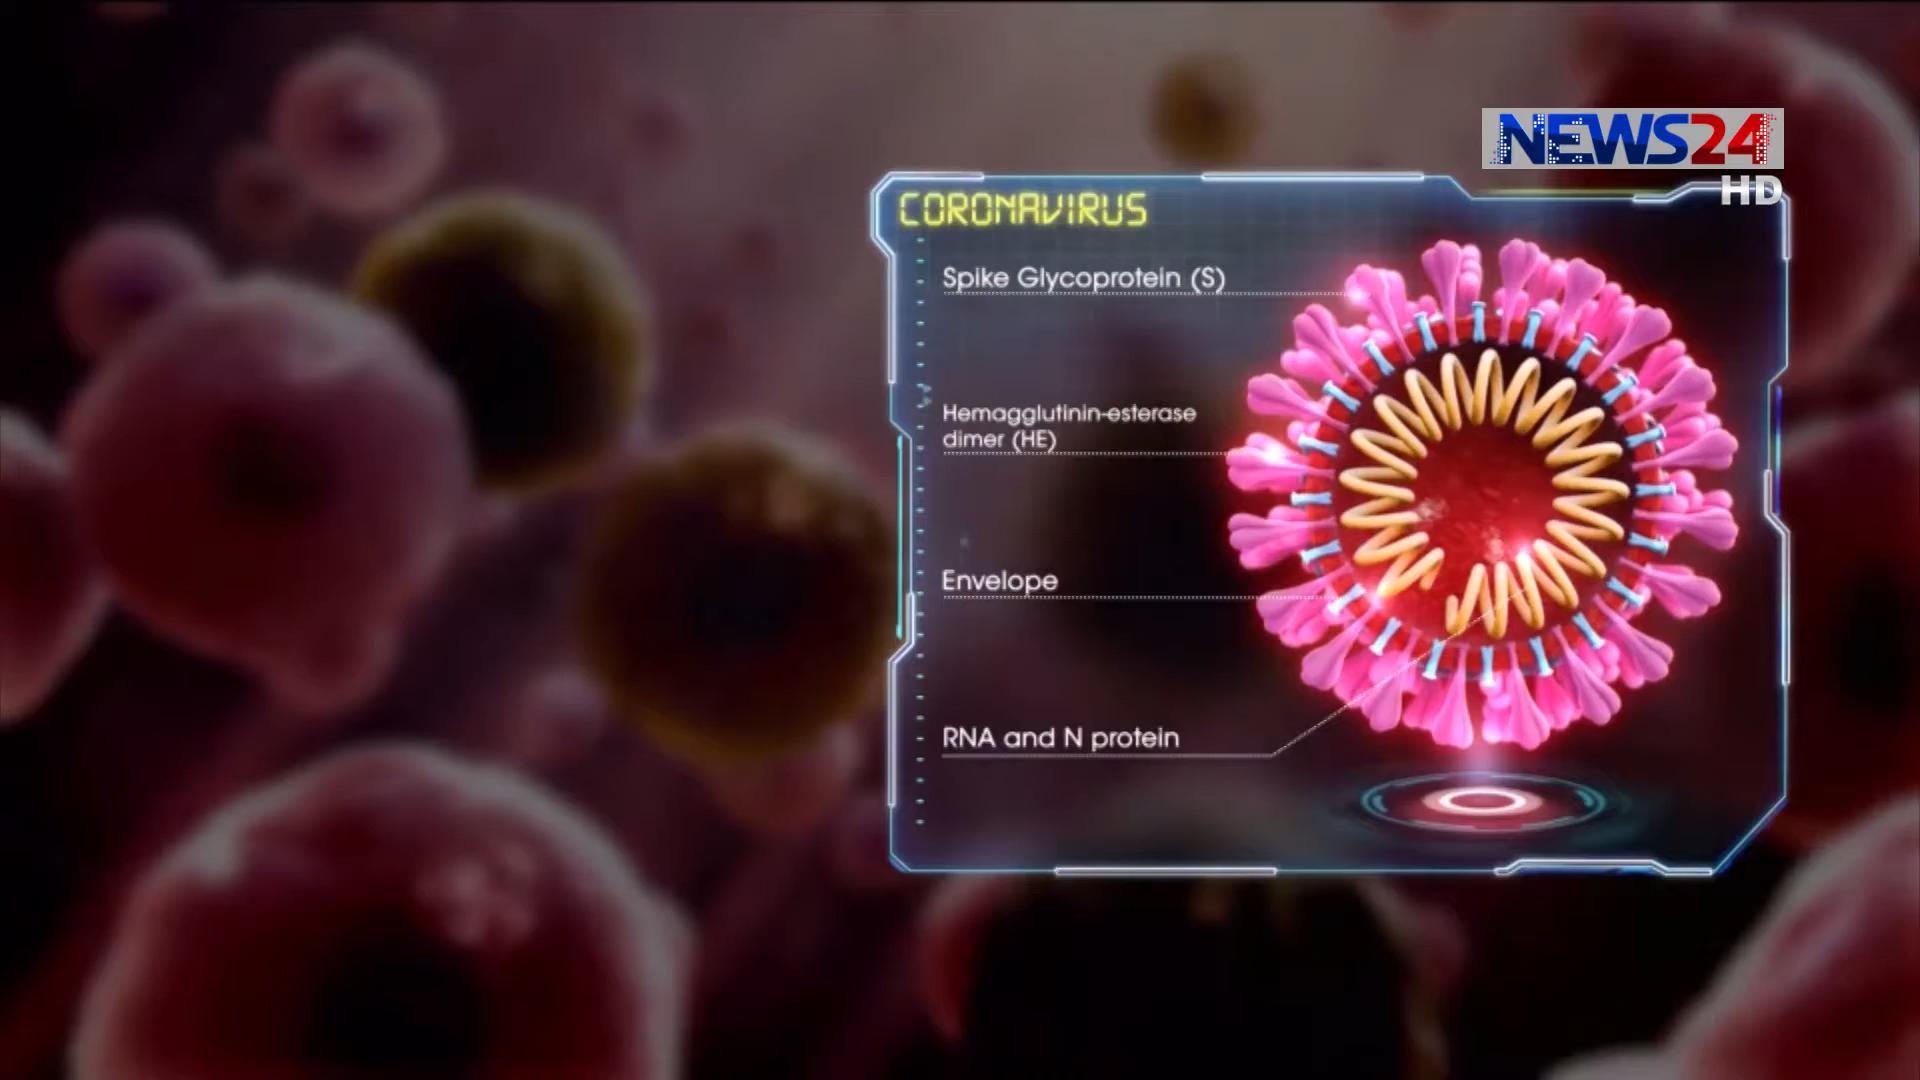 NEWS24
HD
CORONAVIRUS
Spike Glycoprotein (S)
Hemagglutinin-esterase
dimer (HE)
Envelope
RNA and N protein